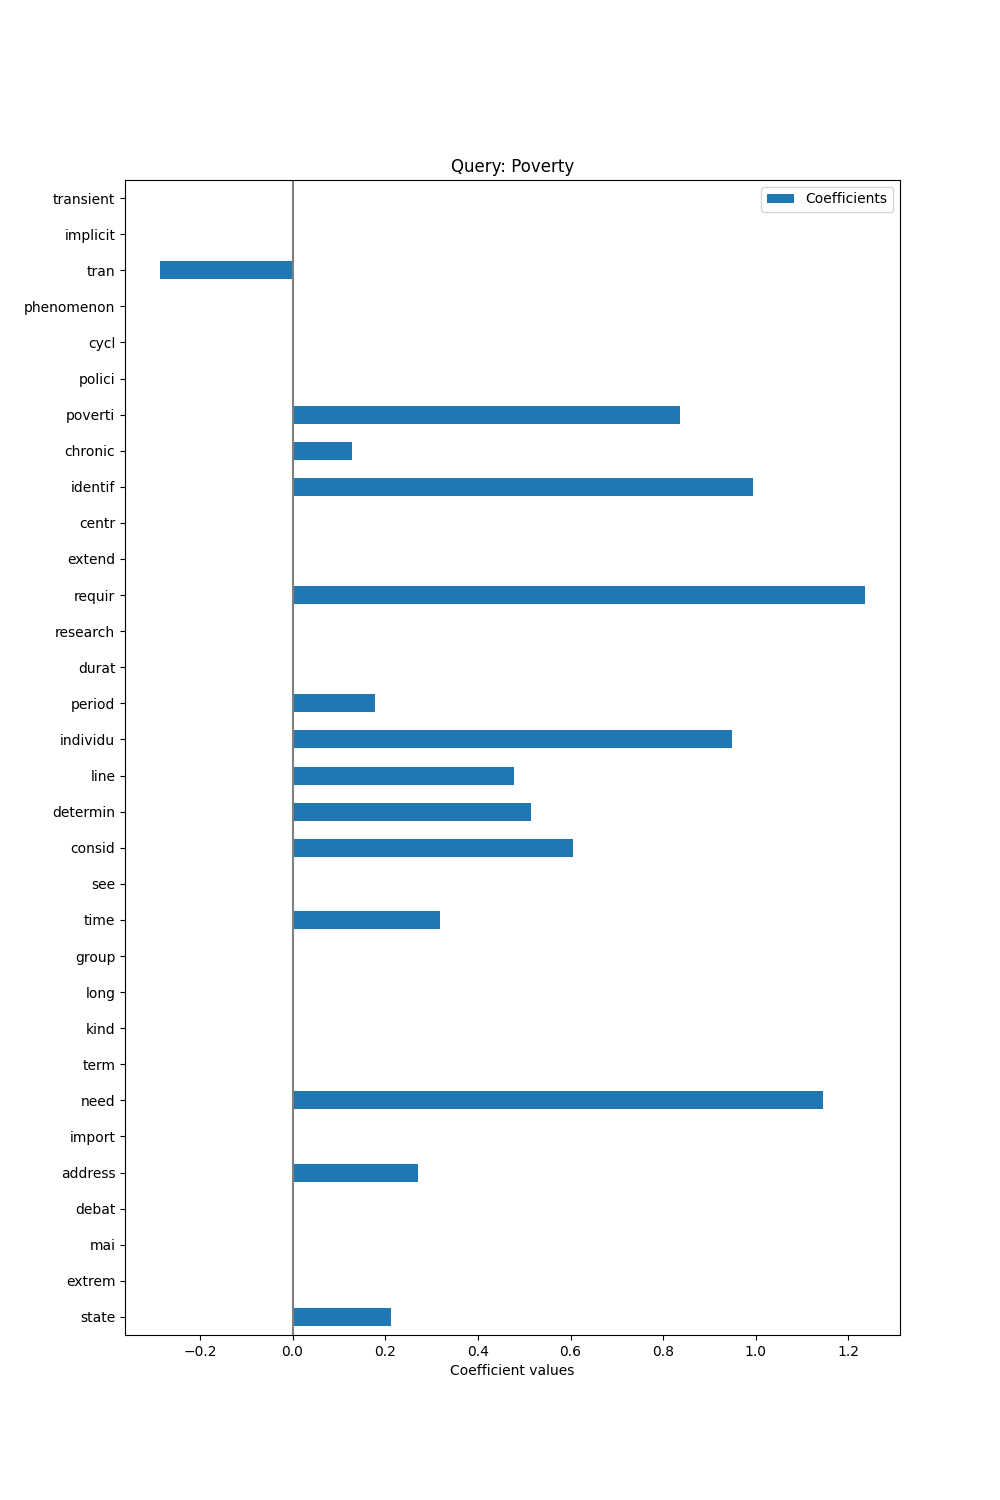 Query: Poverty
Coefficients
transient
implicit
tran
phenomenon
cycl
polici
poverti
chronic
identif
centr
extend
requir
research
durat
period
individu
line
determin
consid
see
time
group
long
kind
term
need
import
address
debat
mai
extrem
state
−0.2 0.0 0.2 0.4 0.6 0.8 1.0 1.2
Coefficient values